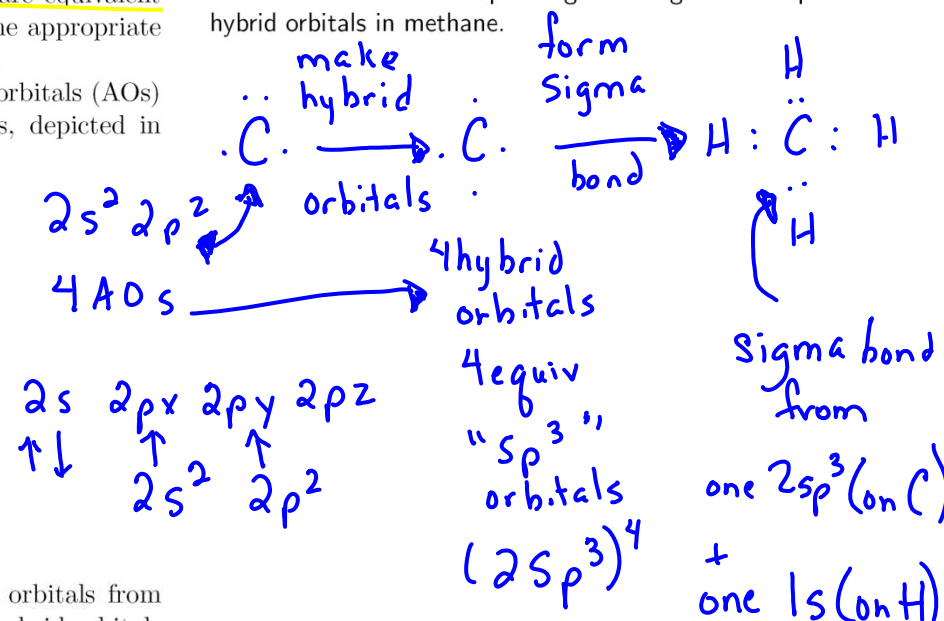 are equivalent
ne appropriate
orbitals (AOs)
s, depicted in
hybrid orbitals in methane.
make
hybrid
orbitals
form
sigma
bond
·C·
·C·
H
H : C : H
H
2s² 2p²
4 AOs
4 hybrid
orbitals
4 equiv
"sp³"
orbitals
(2sp³)⁴
2s 2px 2py 2pz
↑↓ ↑ ↑
2s² 2p²
sigma bond
from
one 2sp³ (on C)
+
one 1s (on H)
orbitals from